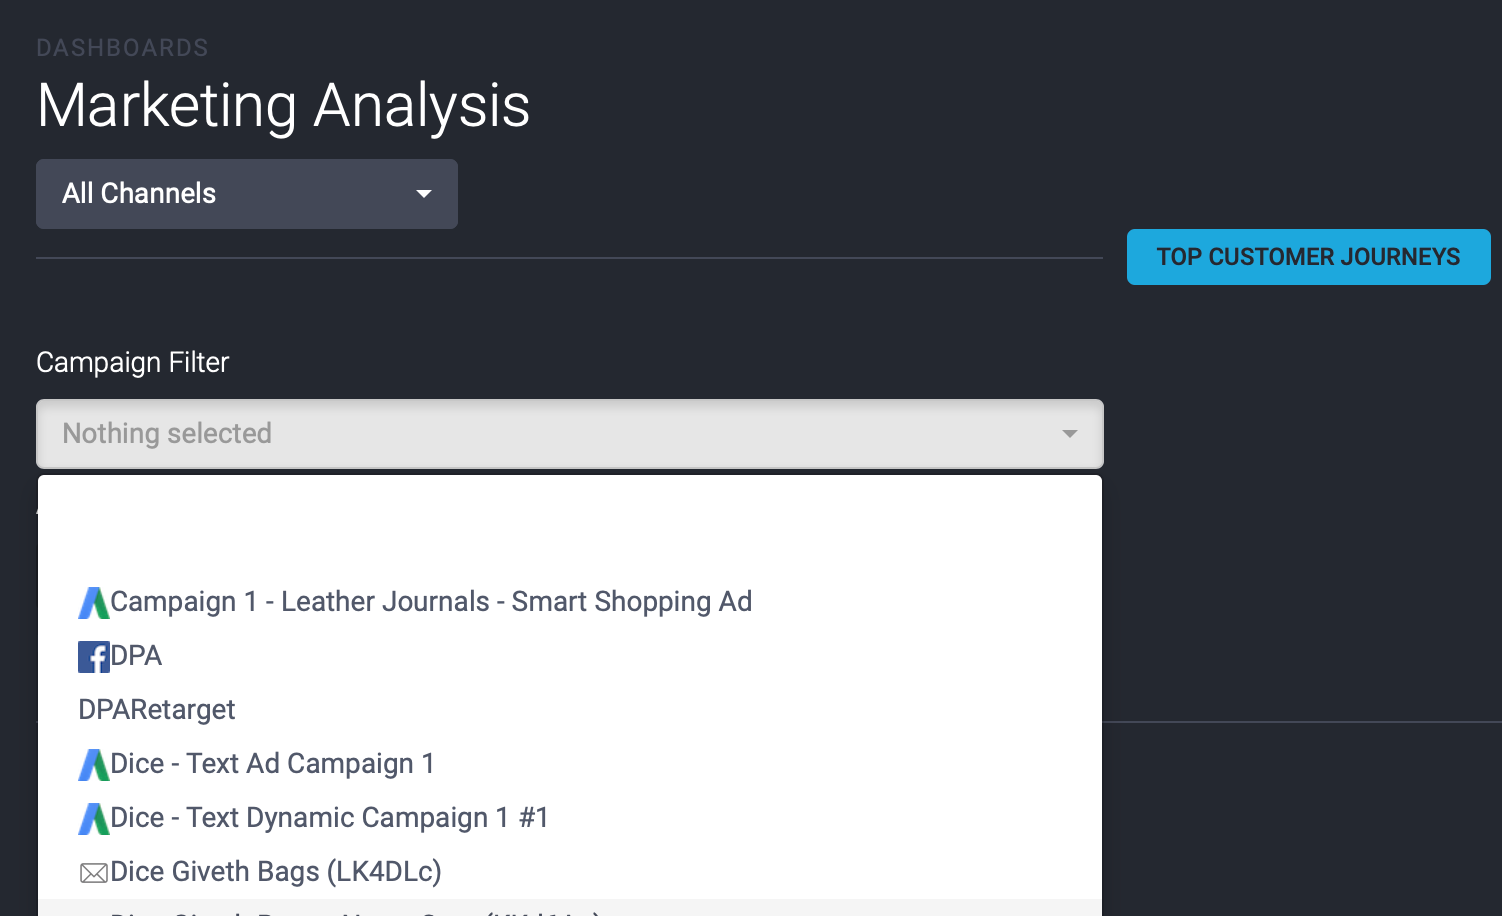 DASHBOARDS
Marketing Analysis
All Channels
TOP CUSTOMER JOURNEYS
Campaign Filter
Nothing selected
Campaign 1 - Leather Journals - Smart Shopping Ad
DPA
DPARetarget
Dice - Text Ad Campaign 1
Dice - Text Dynamic Campaign 1 #1
Dice Giveth Bags (LK4DLc)